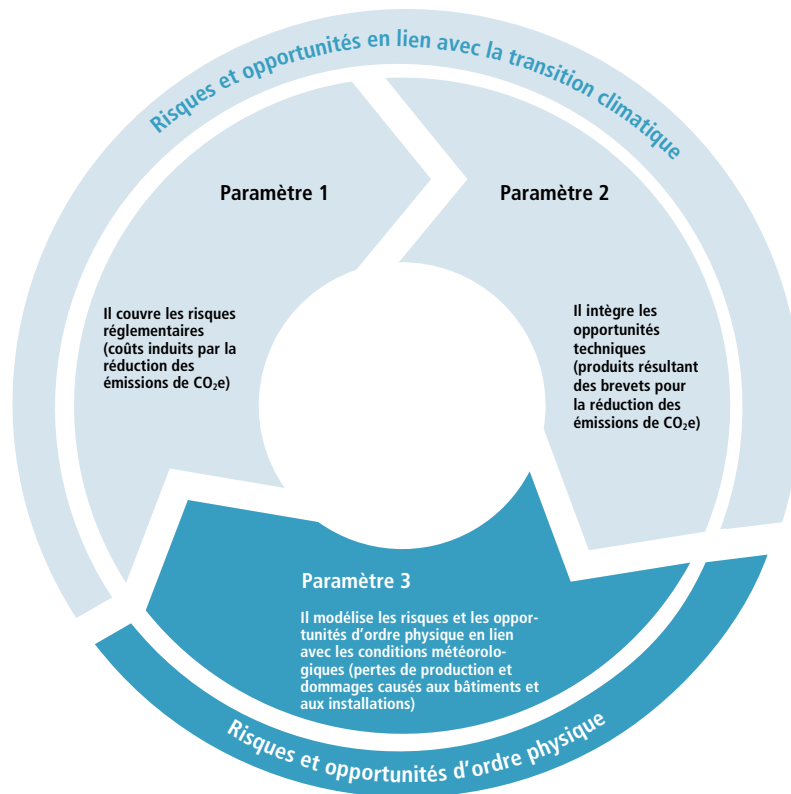 Risques et opportunités en lien avec la transition climatique
Paramètre 1
Il couvre les risques
réglementaires
(coûts induits par la
réduction des
émissions de CO₂e)
Paramètre 2
Il intègre les
opportunités
techniques
(produits résultant
des brevets pour
la réduction des
émissions de CO₂e)
Paramètre 3
Il modélise les risques et les oppor-
tunités d’ordre physique en lien
avec les conditions météorolo-
giques (pertes de production et
dommages causés aux bâtiments et
aux installations)
Risques et opportunités d’ordre physique